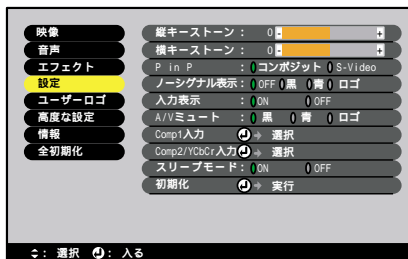 映像
音声
エフェクト
設定
ユーザーロゴ
高度な設定
情報
全初期化
縦キーストーン： 0 - +
横キーストーン： 0 - +
P in P ： コンポジット S-Video
ノーシグナル表示： OFF 黒 青 ロゴ
入力表示 ： ON OFF
A/Vミュート ： 黒 青 ロゴ
Comp1入力 選択
Comp2/YCbCr入力 選択
スリープモード： ON OFF
初期化 実行
： 選択 ： 入る